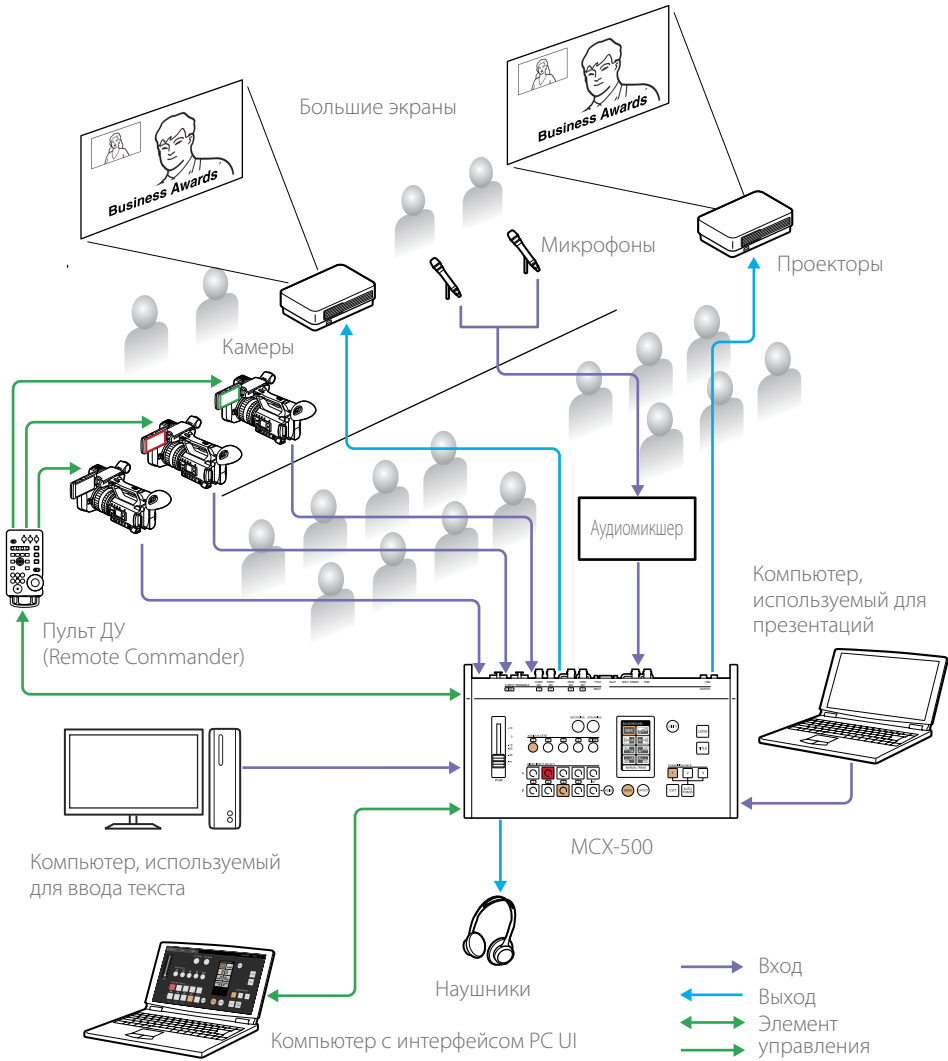 Большие экраны
Business Awards
Business Awards
Микрофоны
Проекторы
Камеры
Аудиомикшер
Компьютер,
используемый для
презентаций
Пульт ДУ
(Remote Commander)
MCX-500
Компьютер, используемый
для ввода текста
Наушники
Компьютер с интерфейсом PC UI
Вход
Выход
Элемент
управления